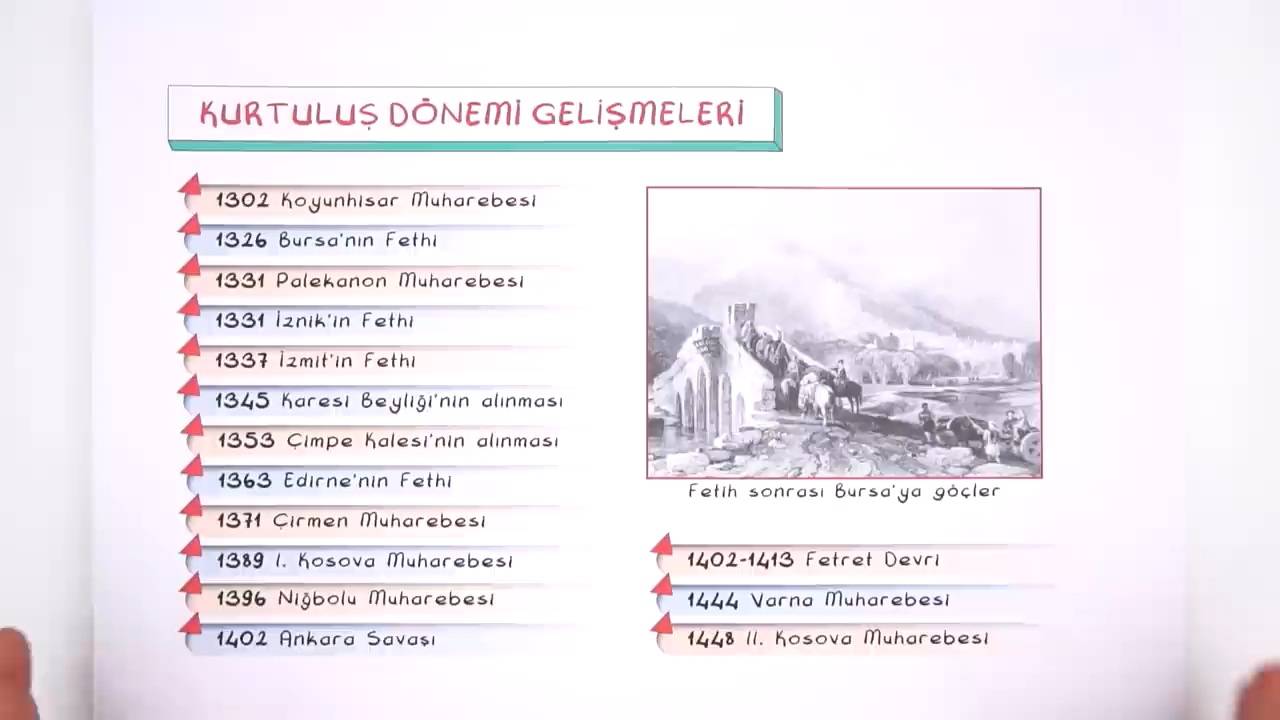 KURTULUŞ DÖNEMİ GELİŞMELERİ
1302 Koyunhisar Muharebesi
1326 Bursa'nın Fethi
1331 Palekanon Muharebesi
1331 İznik'in Fethi
1337 İzmit'in Fethi
1345 Karesi Beyliği'nin alınması
1353 Çimpe Kalesi'nin alınması
1363 Edirne'nin Fethi
1371 Çirmen Muharebesi
1389 I. Kosova Muharebesi
1396 Niğbolu Muharebesi
1402 Ankara Savaşı
Fetih sonrası Bursa'ya göçler
1402-1413 Fetret Devri
1444 Varna Muharebesi
1448 II. Kosova Muharebesi